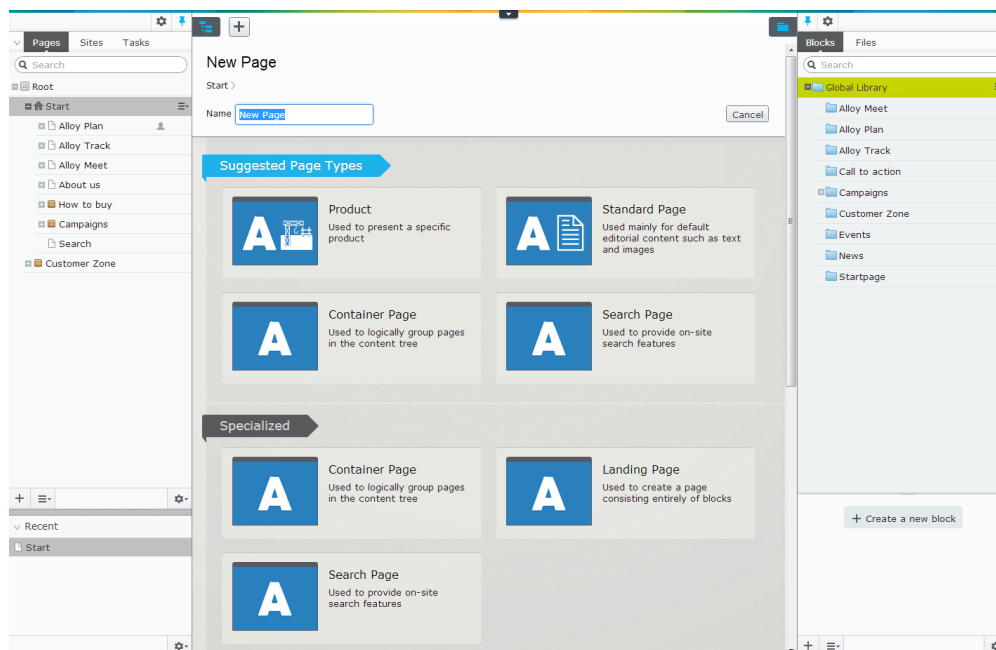 Pages
Sites
Tasks
Search
Root
Start
Alloy Plan
Alloy Track
Alloy Meet
About us
How to buy
Campaigns
Search
Customer Zone
Recent
Start
New Page
Start
Name New Page
Cancel
Suggested Page Types
Product
Used to present a specific
product
Standard Page
Used mainly for default
editorial content such as text
and images
Container Page
Used to logically group pages
in the content tree
Search Page
Used to provide on-site
search features
Specialized
Container Page
Used to logically group pages
in the content tree
Landing Page
Used to create a page
consisting entirely of blocks
Search Page
Used to provide on-site
search features
A
A
A
A
A
A
A
Blocks
Files
Search
Global Library
Alloy Meet
Alloy Plan
Alloy Track
Call to action
Campaigns
Customer Zone
Events
News
Startpage
+ Create a new block